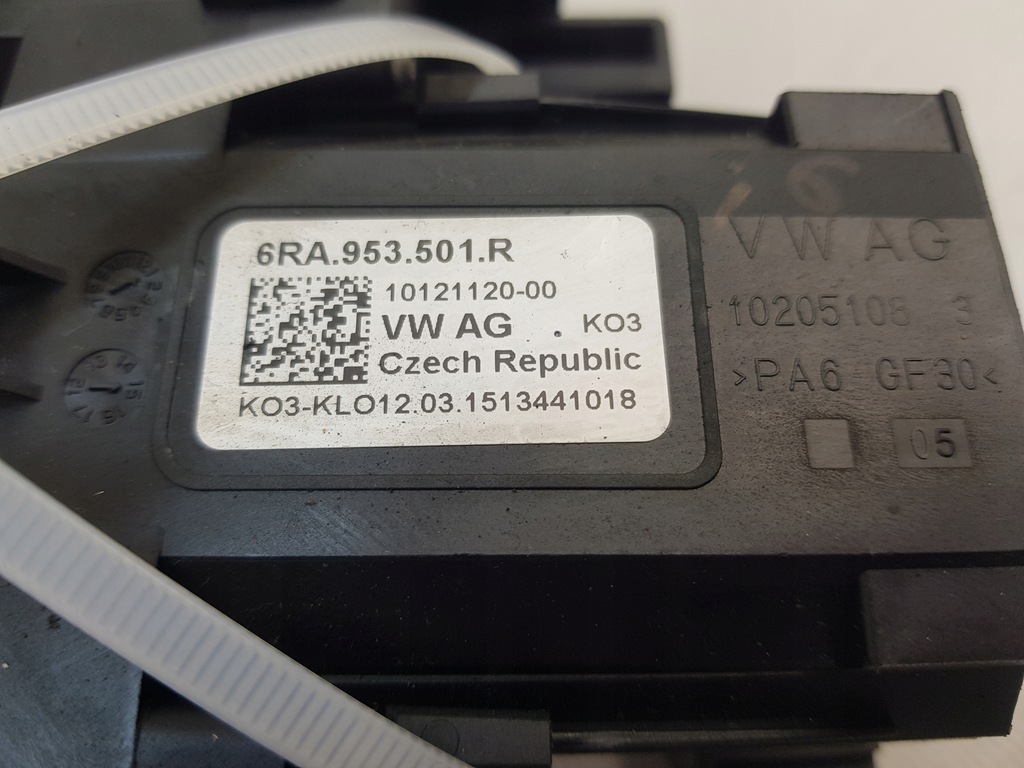 6RA.953.501.R
10121120-00
VW AG . KO3
Czech Republic
KO3-KLO12.03.1513441018
16
VW AG
10205108 3
>PA6 GF30<
05